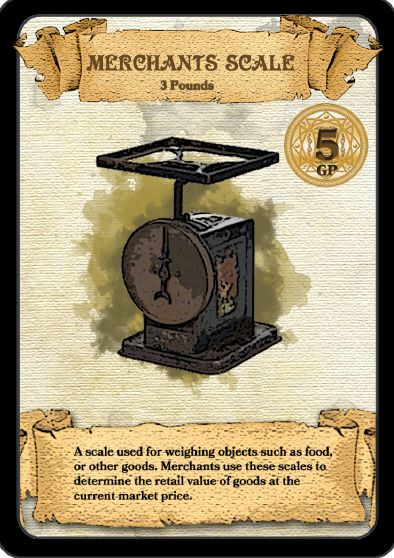 MERCHANTS SCALE
3 Pounds
5
GP
A scale used for weighing objects such as food,
or other goods. Merchants use these scales to
determine the retail value of goods at the
current market price.